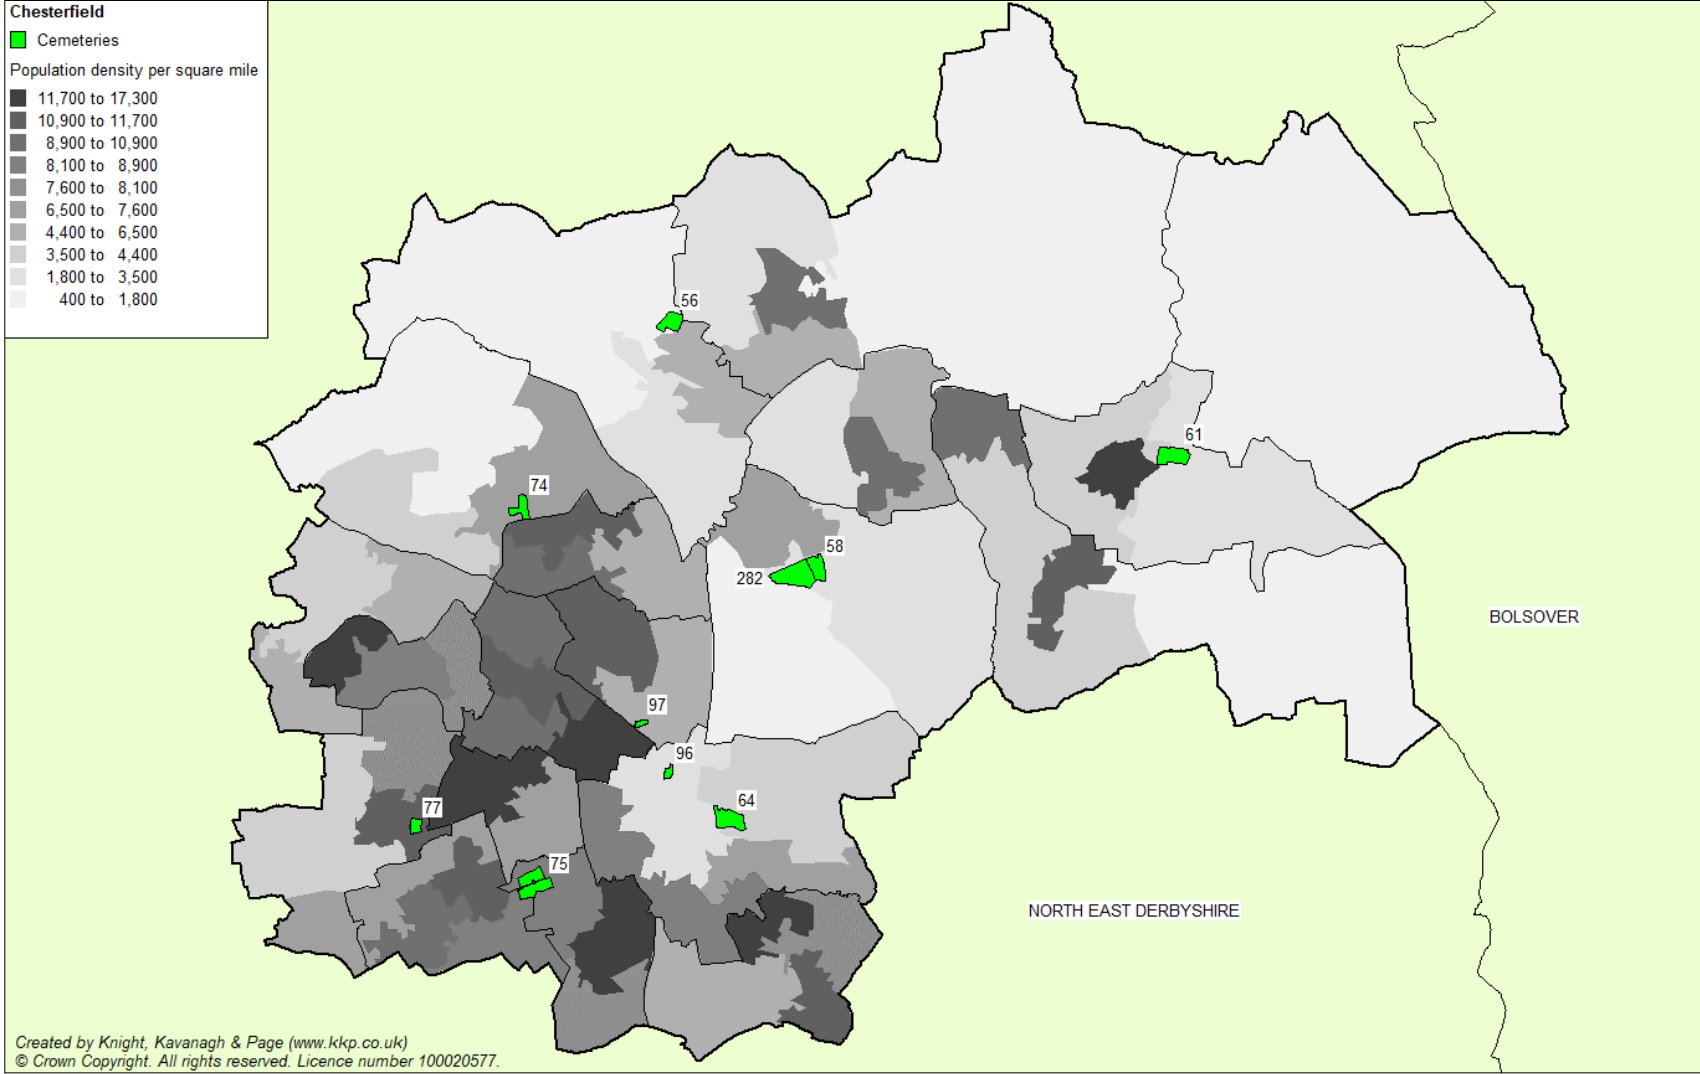 Chesterfield
Cemeteries
Population density per square mile
11,700 to 17,300
10,900 to 11,700
8,900 to 10,900
8,100 to 8,900
7,600 to 8,100
6,500 to 7,600
4,400 to 6,500
3,500 to 4,400
1,800 to 3,500
400 to 1,800
56
61
74
58
282
BOLSOVER
97
96
64
77
75
NORTH EAST DERBYSHIRE
Created by Knight, Kavanagh & Page (www.kkp.co.uk)
© Crown Copyright. All rights reserved. Licence number 100020577.